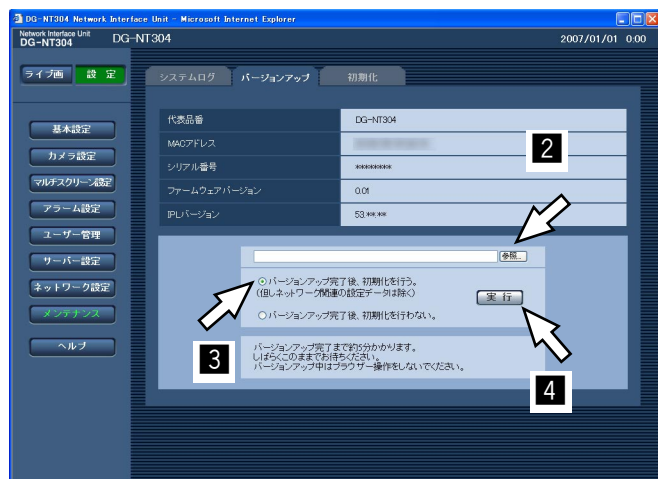 DG-NT304 Network Interface Unit - Microsoft Internet Explorer
Network Interface Unit
DG-NT304
DG-NT304
2007/01/01 0:00
ライブ画 設 定
システムログ バージョンアップ 初期化
基本設定
カメラ設定
マルチスクリーン設定
アラーム設定
ユーザー管理
サーバー設定
ネットワーク設定
メンテナンス
ヘルプ
代表品番 DG-NT304
MACアドレス
シリアル番号 ********
ファームウェアバージョン 0.01
IPLバージョン 53.**.**
2
参照...
バージョンアップ完了後、初期化を行う。
(但しネットワーク関連の設定データは除く)
実 行
バージョンアップ完了後、初期化を行わない。
3
バージョンアップ完了まで約5分かかります。
しばらくこのままでお待ちください。
バージョンアップ中はブラウザー操作をしないでください。
4